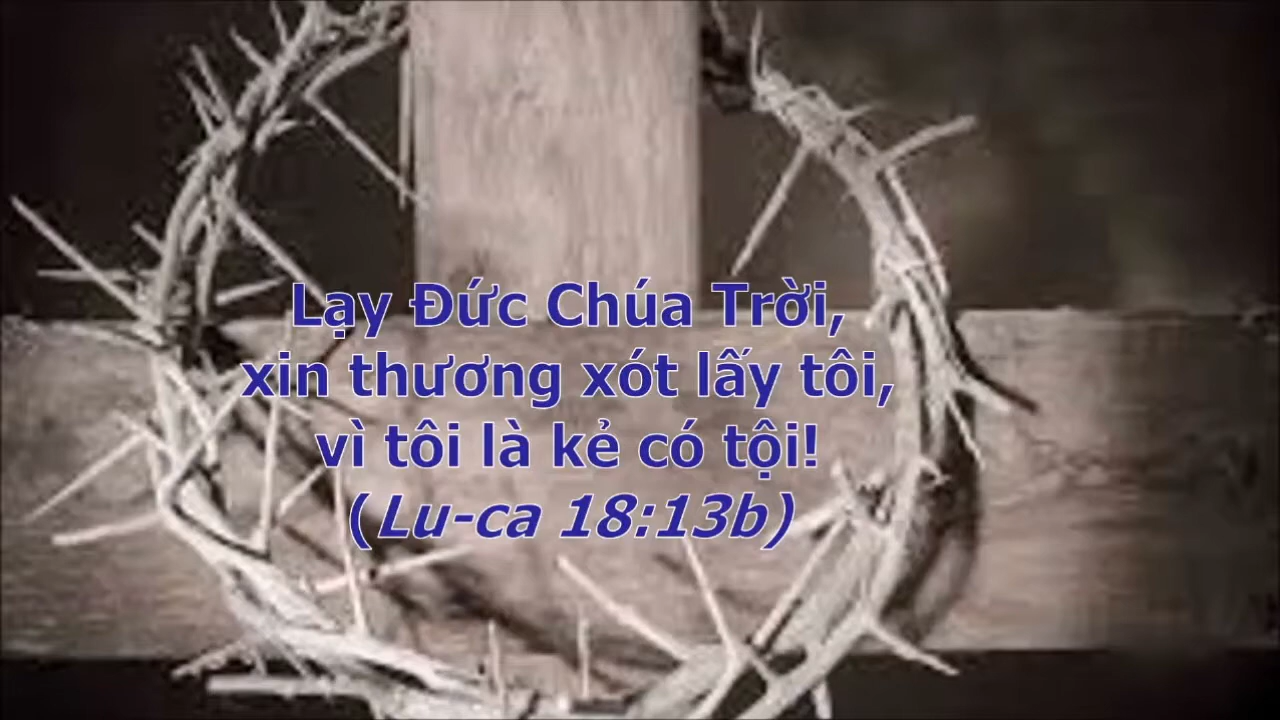 Lạy Đức Chúa Trời,
xin thương xót lấy tôi,
vì tôi là kẻ có tội!
(Lu-ca 18:13b)